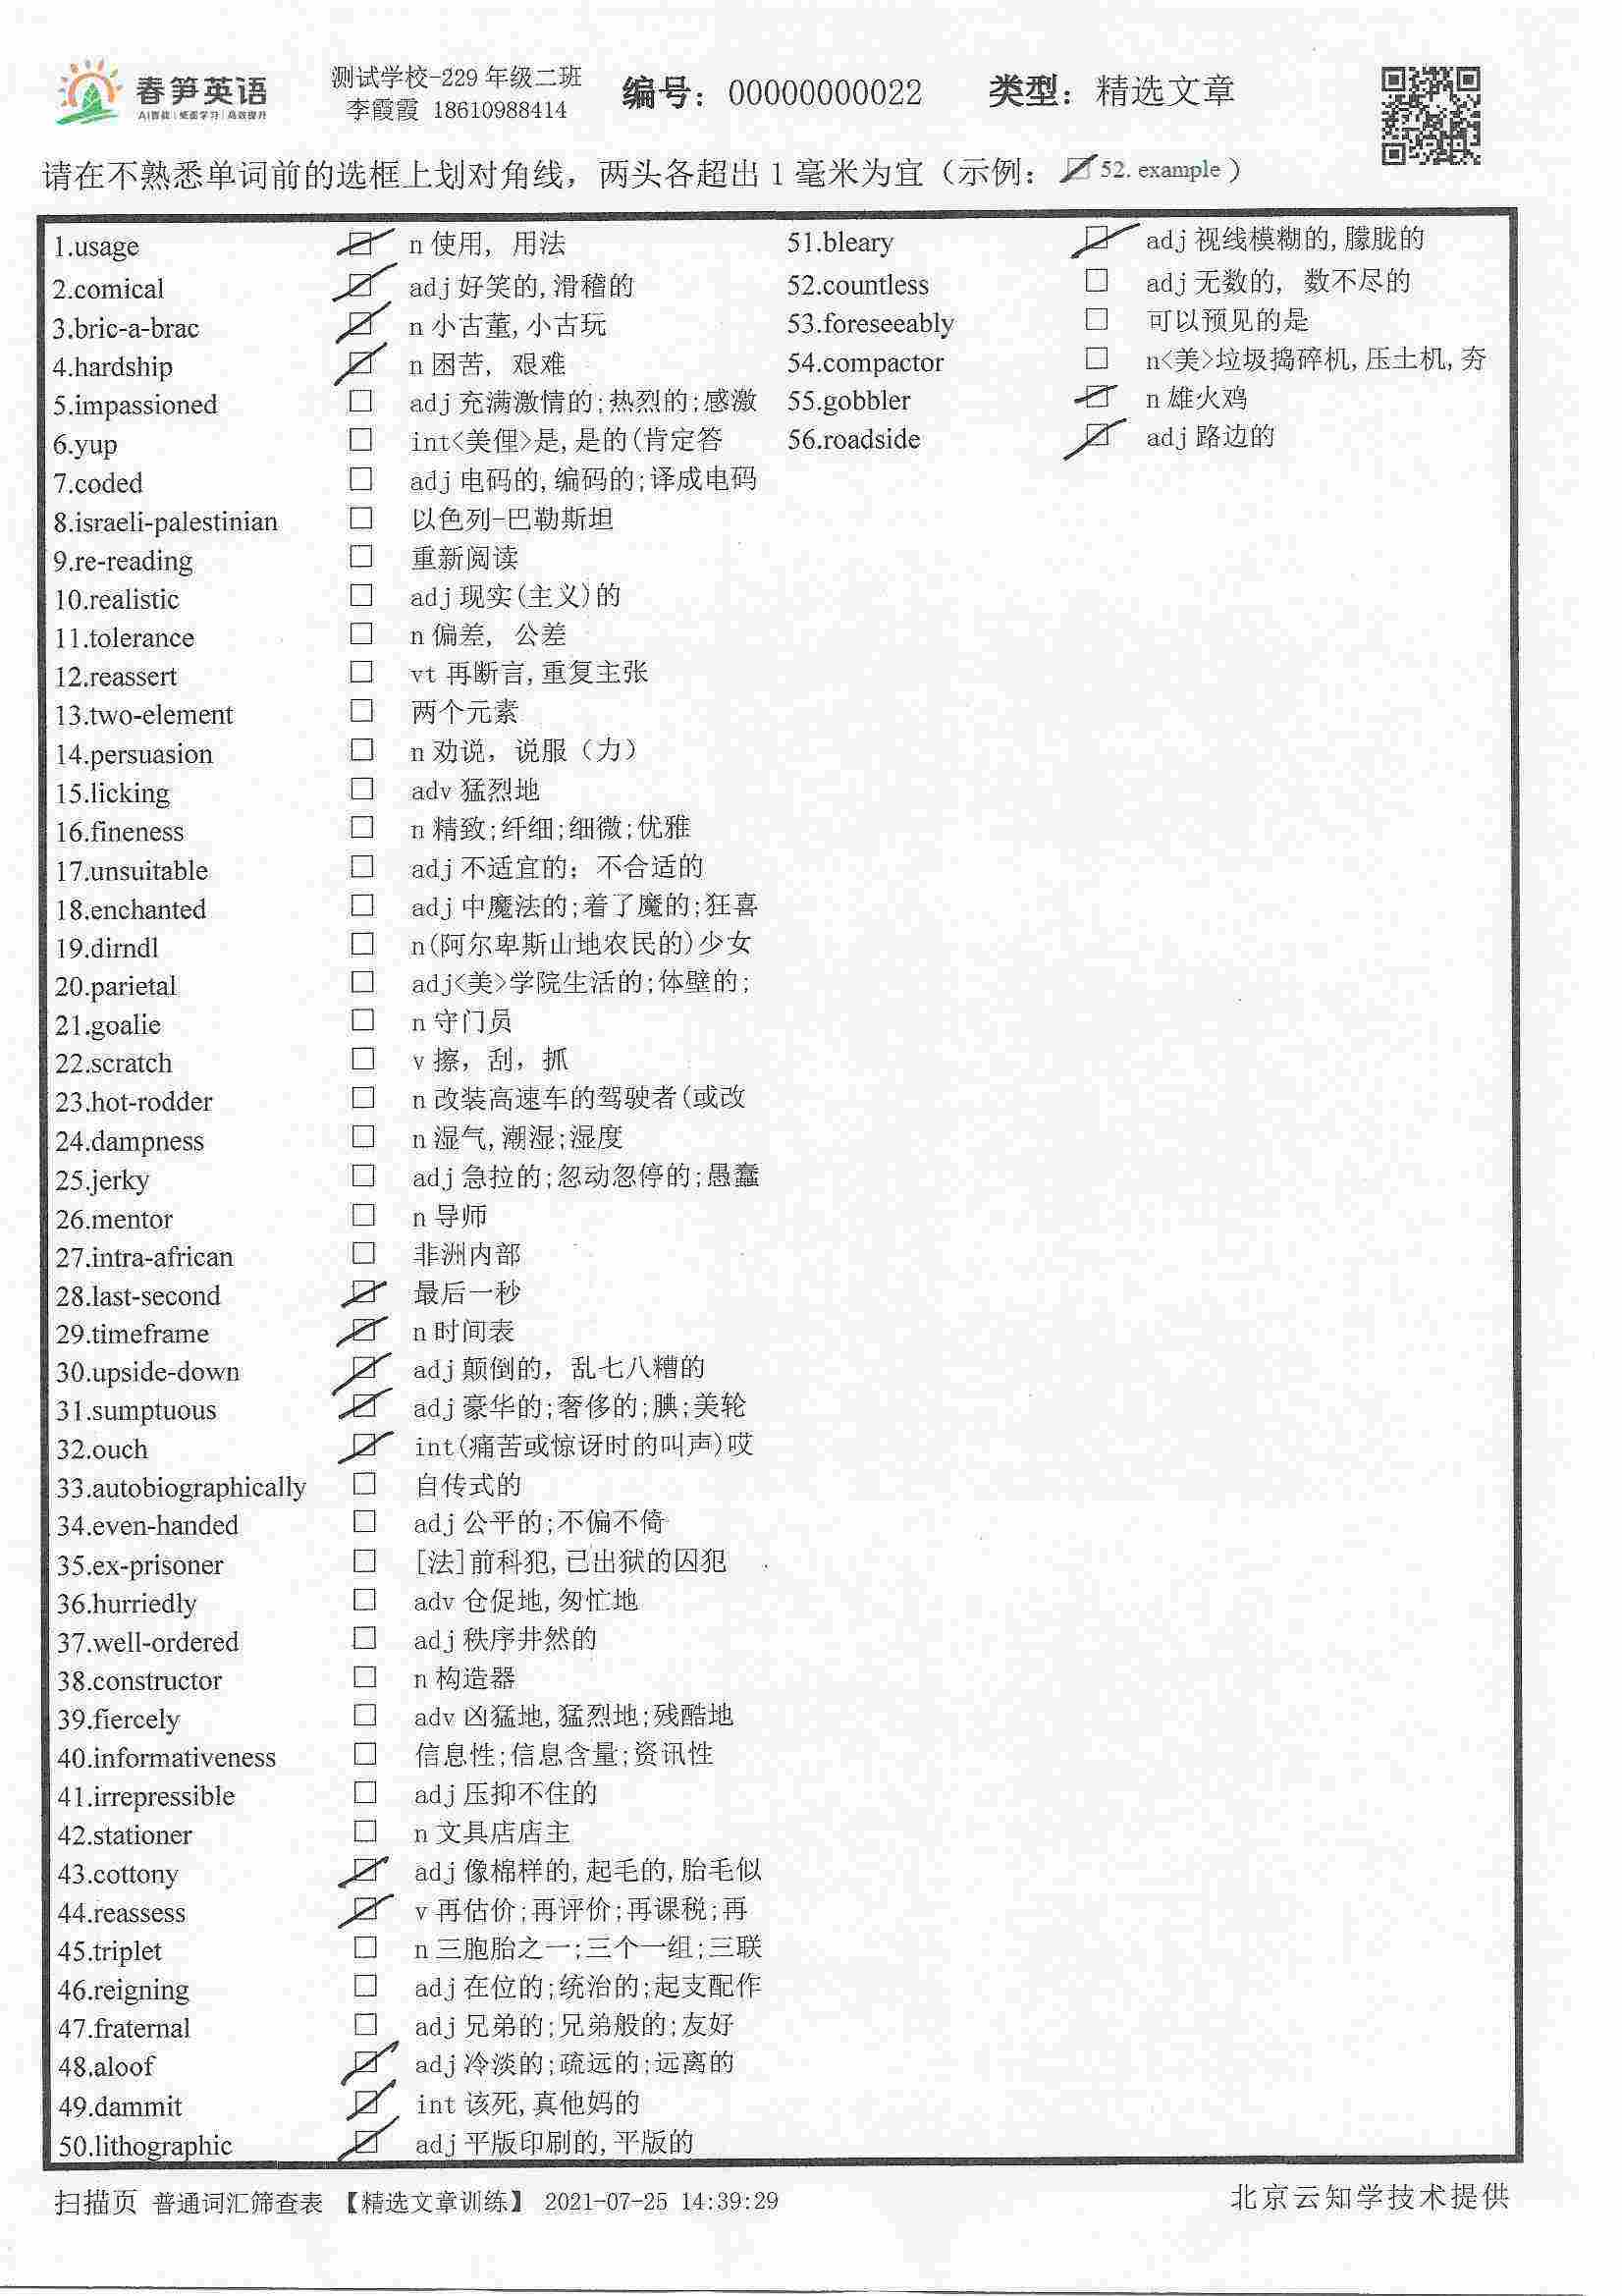 春笋英语
AI智能|纸面学习|高效提升
测试学校-229 年级二班
李霞霞 18610988414
编号：00000000022
类型：精选文章
请在不熟悉单词前的选框上划对角线，两头各超出 1 毫米为宜（示例：☑ 52. example）
1.usage ☑ n 使用, 用法
2.comical ☑ adj 好笑的,滑稽的
3.bric-a-brac ☑ n 小古董,小古玩
4.hardship ☑ n 困苦, 艰难
5.impassioned □ adj 充满激情的;热烈的;感激
6.yup □ int<美俚>是,是的(肯定答
7.coded □ adj 电码的,编码的;译成电码
8.israeli-palestinian □ 以色列-巴勒斯坦
9.re-reading □ 重新阅读
10.realistic □ adj 现实(主义)的
11.tolerance □ n 偏差, 公差
12.reassert □ vt 再断言,重复主张
13.two-element □ 两个元素
14.persuasion □ n 劝说，说服（力）
15.licking □ adv 猛烈地
16.fineness □ n 精致;纤细;细微;优雅
17.unsuitable □ adj 不适宜的；不合适的
18.enchanted □ adj 中魔法的;着了魔的;狂喜
19.dirndl □ n(阿尔卑斯山地农民的)少女
20.parietal □ adj<美>学院生活的;体壁的;
21.goalie □ n 守门员
22.scratch □ v 擦，刮，抓
23.hot-rodder □ n 改装高速车的驾驶者(或改
24.dampness □ n 湿气,潮湿;湿度
25.jerky □ adj 急拉的;忽动忽停的;愚蠢
26.mentor □ n 导师
27.intra-african □ 非洲内部
28.last-second ☑ 最后一秒
29.timeframe ☑ n 时间表
30.upside-down ☑ adj 颠倒的，乱七八糟的
31.sumptuous ☑ adj 豪华的;奢侈的;腆;美轮
32.ouch ☑ int(痛苦或惊讶时的叫声)哎
33.autobiographically □ 自传式的
34.even-handed □ adj 公平的;不偏不倚
35.ex-prisoner □ [法]前科犯,已出狱的囚犯
36.hurriedly □ adv 仓促地,匆忙地
37.well-ordered □ adj 秩序井然的
38.constructor □ n 构造器
39.fiercely □ adv 凶猛地,猛烈地;残酷地
40.informativeness □ 信息性;信息含量;资讯性
41.irrepressible □ adj 压抑不住的
42.stationer □ n 文具店店主
43.cottony ☑ adj 像棉样的,起毛的,胎毛似
44.reassess ☑ v 再估价;再评价;再课税;再
45.triplet □ n 三胞胎之一;三个一组;三联
46.reigning □ adj 在位的;统治的;起支配作
47.fraternal □ adj 兄弟的;兄弟般的;友好
48.aloof ☑ adj 冷淡的;疏远的;远离的
49.dammit ☑ int 该死,真他妈的
50.lithographic ☑ adj 平版印刷的,平版的
51.bleary ☑ adj 视线模糊的,朦胧的
52.countless □ adj 无数的, 数不尽的
53.foreseeably □ 可以预见的是
54.compactor □ n<美>垃圾捣碎机,压土机,夯
55.gobbler ☑ n 雄火鸡
56.roadside ☑ adj 路边的
扫描页 普通词汇筛查表 【精选文章训练】 2021-07-25 14:39:29
北京云知学技术提供